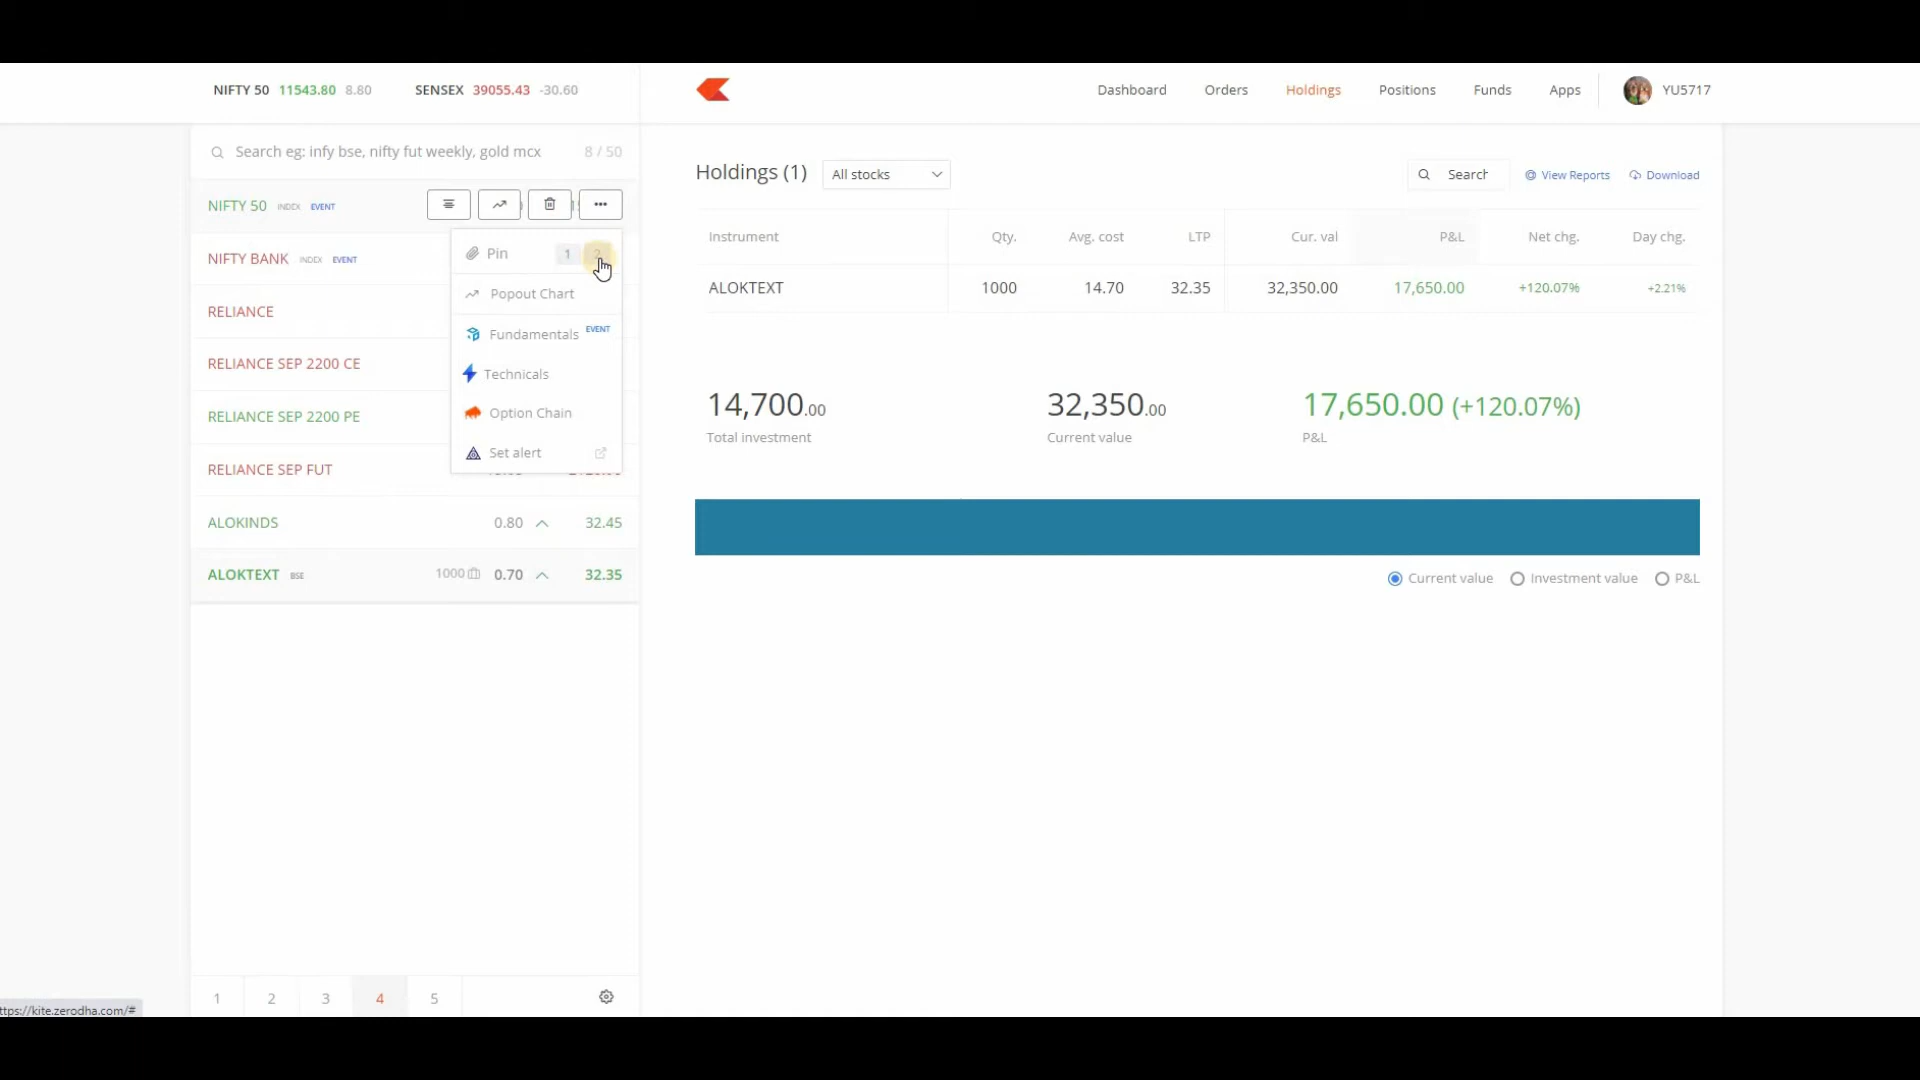 NIFTY 50 11543.80 8.80 SENSEX 39055.43 -30.60
Dashboard Orders Holdings Positions Funds Apps YU5717
Search eg: infy bse, nifty fut weekly, gold mcx 8 / 50
NIFTY 50 INDEX EVENT
Pin 1 2
NIFTY BANK INDEX EVENT
Popout Chart
RELIANCE
Fundamentals EVENT
RELIANCE SEP 2200 CE
Technicals
RELIANCE SEP 2200 PE
Option Chain
Set alert
RELIANCE SEP FUT
ALOKINDS 0.80 32.45
ALOKTEXT BSE 1000 0.70 32.35
1 2 3 4 5
ttps://kite.zerodha.com/#
Holdings (1) All stocks Search View Reports Download
Instrument Qty. Avg. cost LTP Cur. val P&L Net chg. Day chg.
ALOKTEXT 1000 14.70 32.35 32,350.00 17,650.00 +120.07% +2.21%
14,700.00 32,350.00 17,650.00 (+120.07%)
Total investment Current value P&L
Current value Investment value P&L